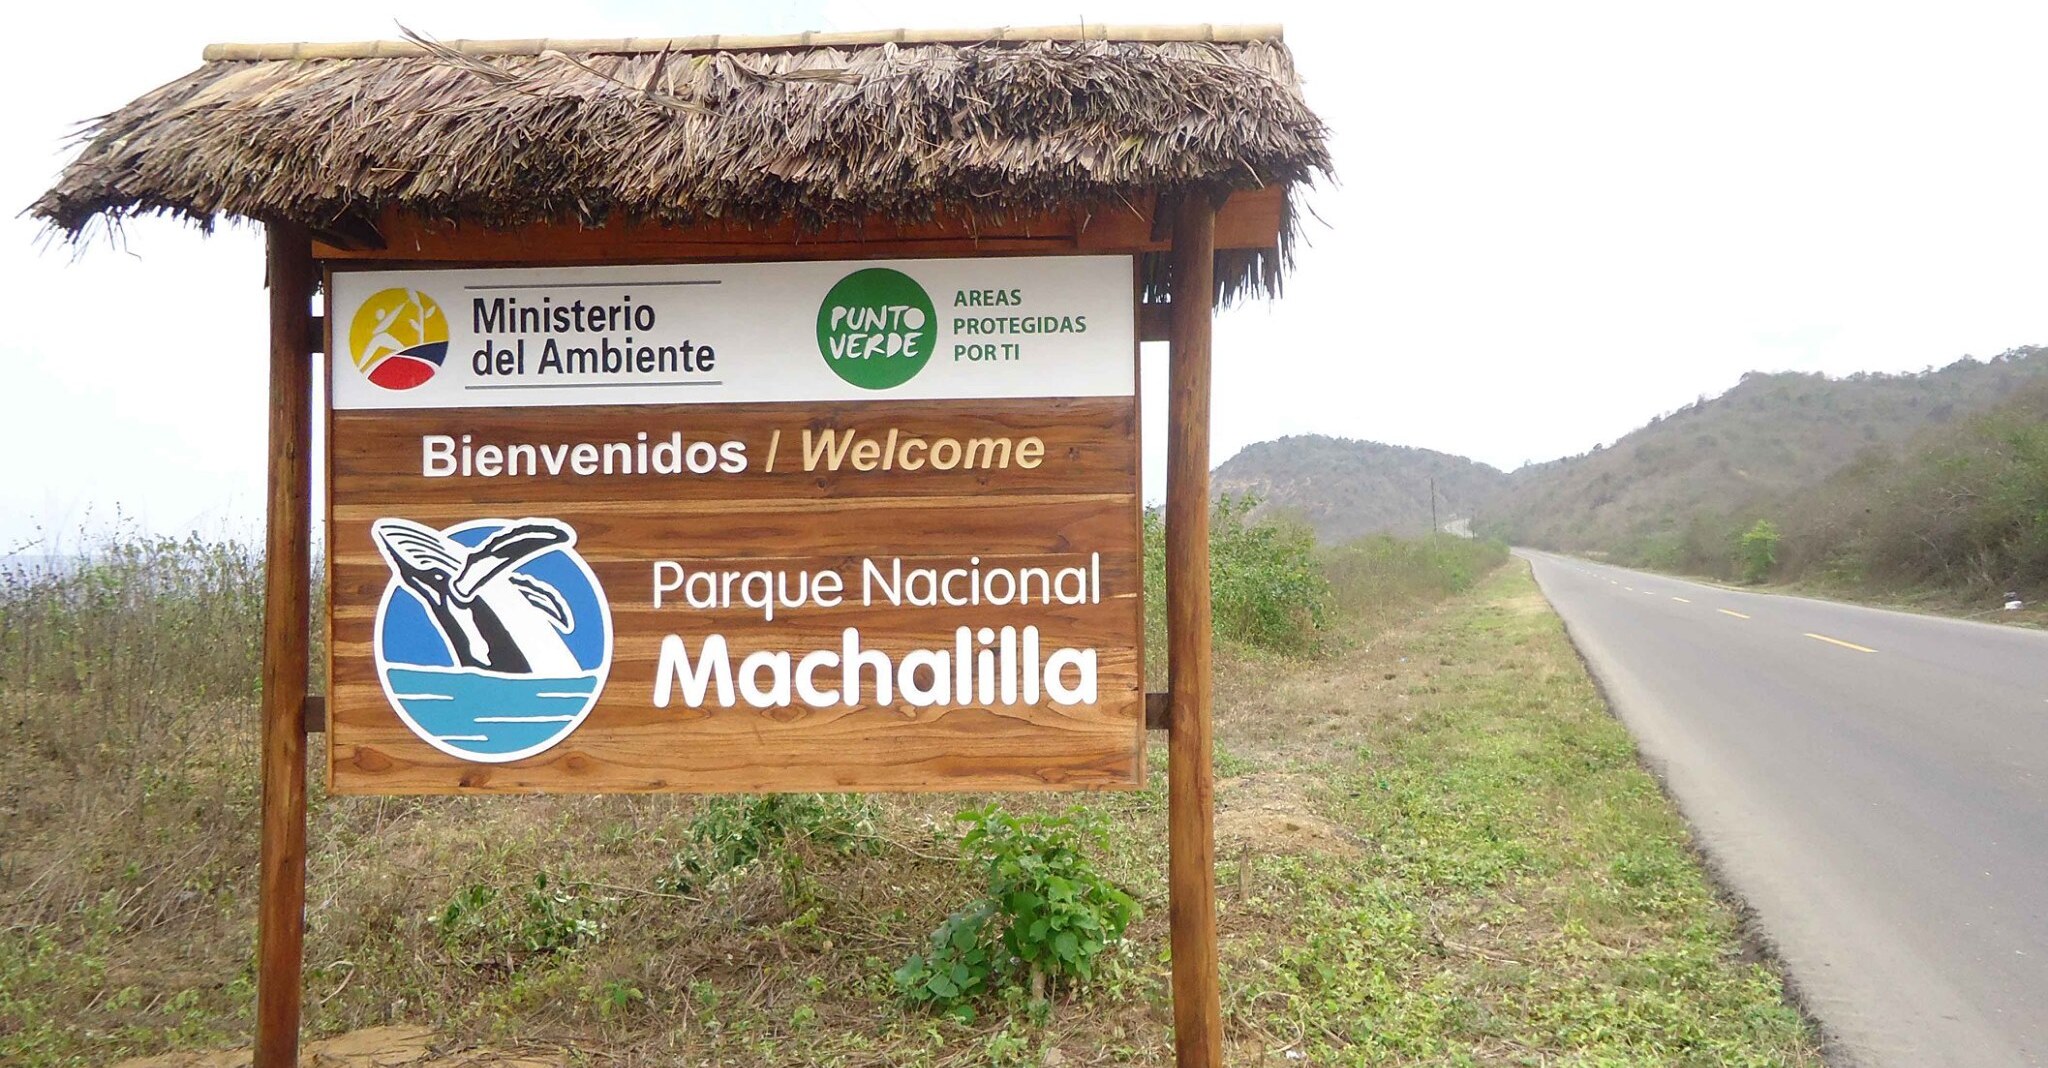 Ministerio
del Ambiente
PUNTO
VERDE
AREAS
PROTEGIDAS
POR TI
Bienvenidos / Welcome
Parque Nacional
Machalilla